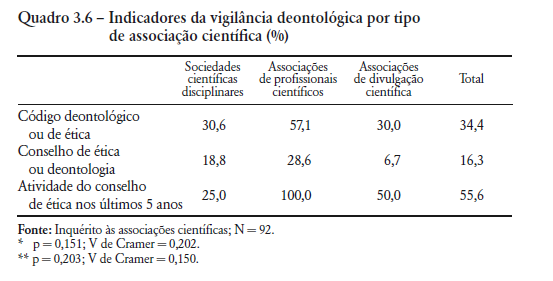 Quadro 3.6 – Indicadores da vigilância deontológica por tipo
de associação científica (%)
Sociedades científicas disciplinares Associações de profissionais científicos Associações de divulgação científica Total
Código deontológico
ou de ética 30,6 57,1 30,0 34,4
Conselho de ética
ou deontologia 18,8 28,6 6,7 16,3
Atividade do conselho
de ética nos últimos 5 anos 25,0 100,0 50,0 55,6
Fonte: Inquérito às associações científicas; N = 92.
* p = 0,151; V de Cramer = 0,202.
** p = 0,203; V de Cramer = 0,150.